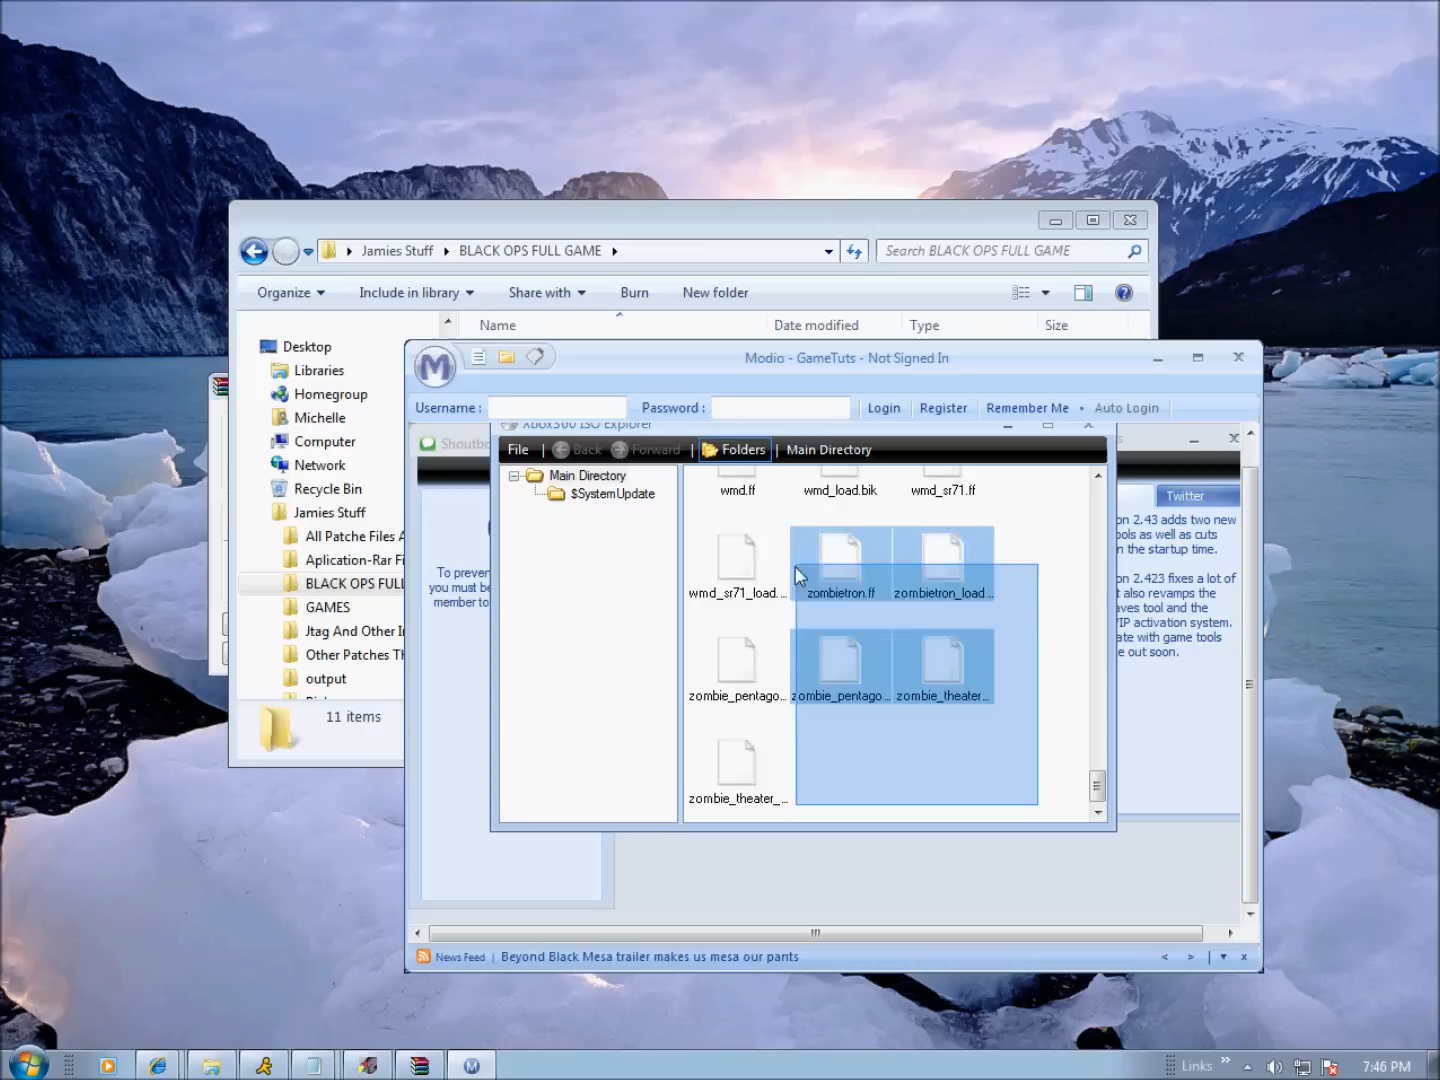 Jamies Stuff
BLACK OPS FULL GAME
Search BLACK OPS FULL GAME
Organize
Include in library
Share with
Burn
New folder
Name
Date modified
Type
Size
Desktop
Libraries
Homegroup
Michelle
Computer
Network
Recycle Bin
Jamies Stuff
All Patche Files A
Aplication-Rar Fi
BLACK OPS FULL
GAMES
Jtag And Other I
Other Patches Th
output
11 items
M
Modio - GameTuts - Not Signed In
Username :
Password :
Login
Register
Remember Me
•
Auto Login
Shoutbo
Xbox360 ISO Explorer
File
Back
Forward
Folders
Main Directory
Main Directory
$SystemUpdate
wmd.ff
wmd_load.bik
wmd_sr71.ff
wmd_sr71_load....
zombietron.ff
zombietron_load...
zombie_pentago...
zombie_pentago...
zombie_theater...
zombie_theater_...
To preven
you must be
member to
Twitter
on 2.43 adds two new
ools as well as cuts
n the startup time.
on 2.423 fixes a lot of
t also revamps the
aves tool and the
/IP activation system.
ate with game tools
e out soon.
News Feed
Beyond Black Mesa trailer makes us mesa our pants
Links
7:46 PM